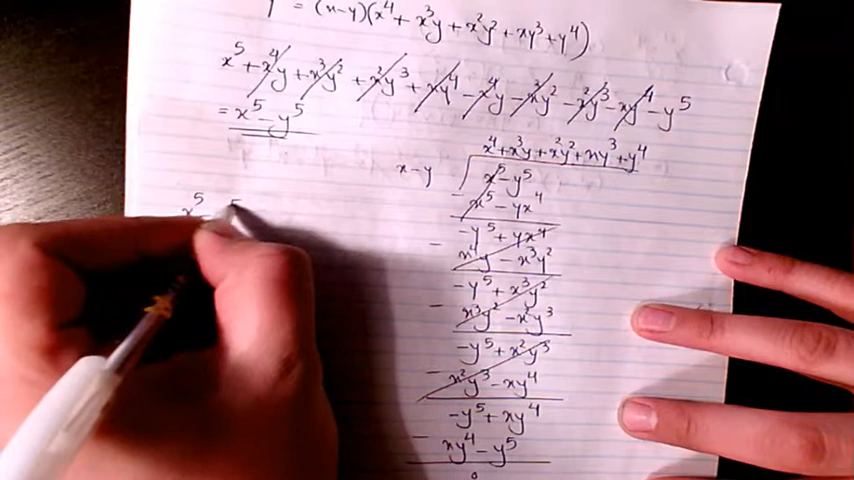 = (x-y)(x⁴ + x³y + x²y² + xy³ + y⁴)
x⁵ + x⁴y + x³y² + x²y³ + xy⁴ - x⁴y - x³y² - x²y³ - xy⁴ - y⁵
= x⁵ - y⁵
x⁴ + x³y + x²y² + xy³ + y⁴
x - y
x⁵ - y⁵
- x⁵ - yx⁴
-y⁵ + yx⁴
- x⁴y - x³y²
-y⁵ + x³y²
- x³y² - x²y³
-y⁵ + x²y³
- x²y³ - xy⁴
-y⁵ + xy⁴
- xy⁴ - y⁵
0
x⁵ - 5